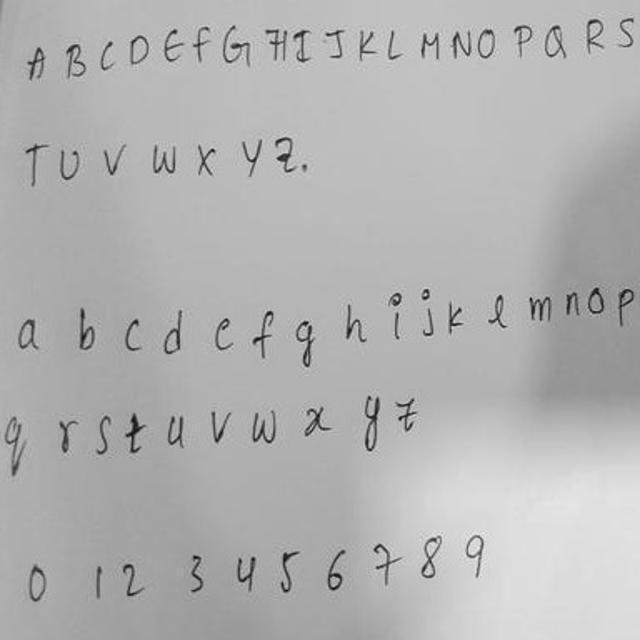 A B C D E f G H I J K L M N O P Q R S
T U V W X Y Z.
a b c d e f g h i j k l m n o p
q r s t u v w x y z
0 1 2 3 4 5 6 7 8 9